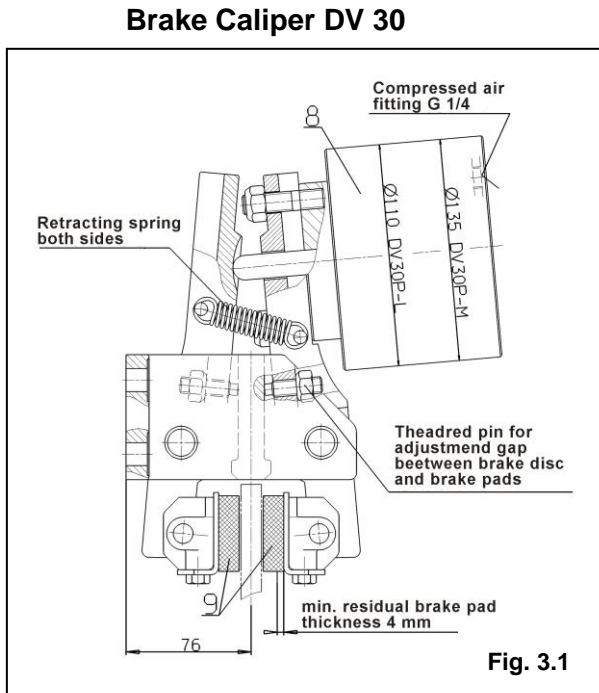 Brake Caliper DV 30
Compressed air
fitting G 1/4
8
Ø110 DV30P-L
Ø135 DV30P-M
Retracting spring
both sides
Theadred pin for
adjustmend gap
beetween brake disc
and brake pads
9
min. residual brake pad
thickness 4 mm
76
Fig. 3.1